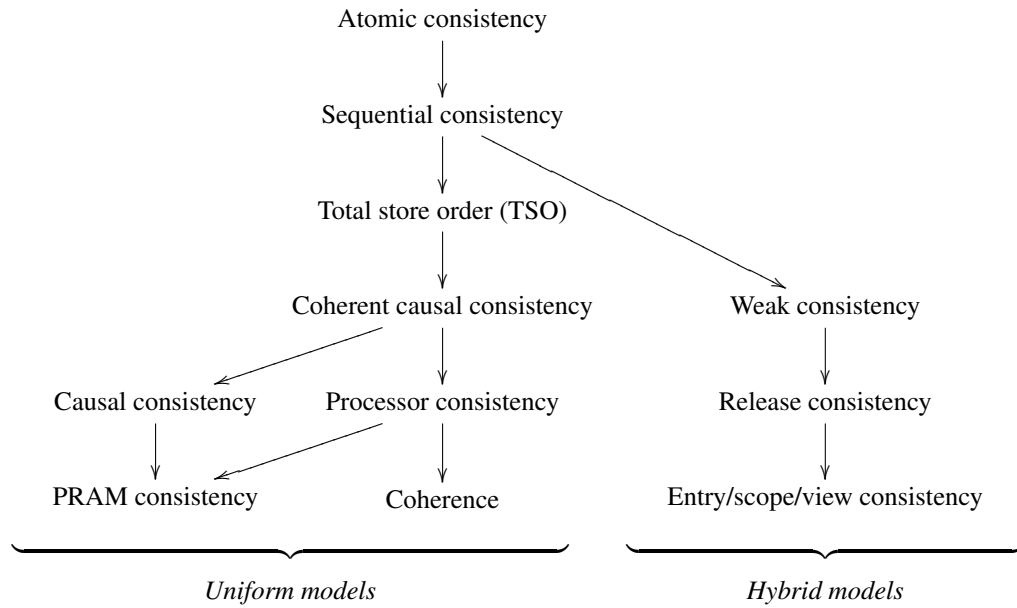 Atomic consistency
Sequential consistency
Total store order (TSO)
Coherent causal consistency
Weak consistency
Causal consistency
Processor consistency
Release consistency
PRAM consistency
Coherence
Entry/scope/view consistency
Uniform models
Hybrid models